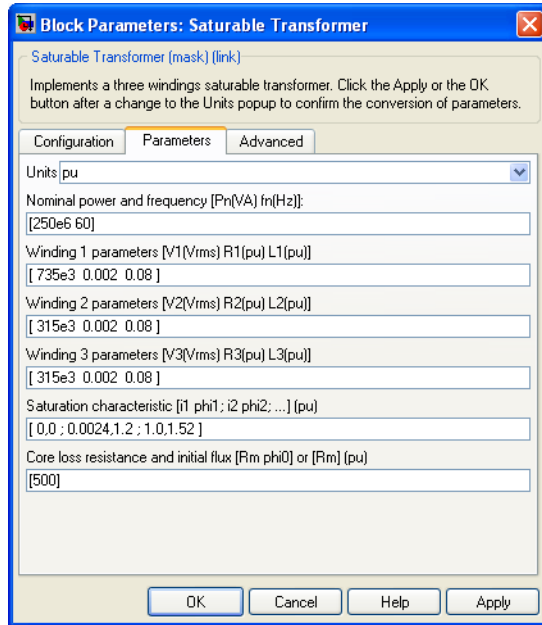 Block Parameters: Saturable Transformer
Saturable Transformer (mask) (link)
Implements a three windings saturable transformer. Click the Apply or the OK
button after a change to the Units popup to confirm the conversion of parameters.
Configuration Parameters Advanced
Units pu
Nominal power and frequency [Pn(VA) fn(Hz)]:
[250e6 60]
Winding 1 parameters [V1(Vrms) R1(pu) L1(pu)]
[ 735e3 0.002 0.08 ]
Winding 2 parameters [V2(Vrms) R2(pu) L2(pu)]
[ 315e3 0.002 0.08 ]
Winding 3 parameters [V3(Vrms) R3(pu) L3(pu)]
[ 315e3 0.002 0.08 ]
Saturation characteristic [i1 phi1; i2 phi2; ...] (pu)
[ 0,0 ; 0.0024,1.2 ; 1.0,1.52 ]
Core loss resistance and initial flux [Rm phi0] or [Rm] (pu)
[500]
OK Cancel Help Apply